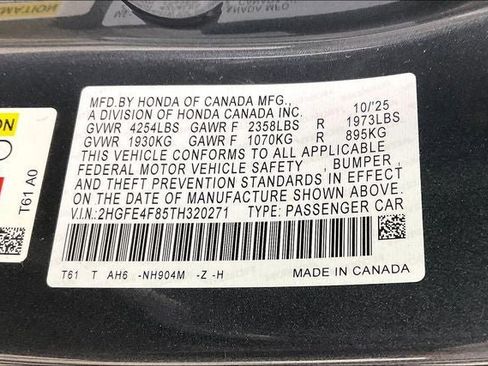 MFD.BY HONDA OF CANADA MFG.,
A DIVISION OF HONDA CANADA INC. 10/'25
GVWR 4254LBS GAWR F 2358LBS R 1973LBS
GVWR 1930KG GAWR F 1070KG R 895KG
THIS VEHICLE CONFORMS TO ALL APPLICABLE
FEDERAL MOTOR VEHICLE SAFETY , BUMPER ,
AND THEFT PREVENTION STANDARDS IN EFFECT
ON THE DATE OF MANUFACTURE SHOWN ABOVE.
V.I.N.:2HGFE4F85TH320271 TYPE: PASSENGER CAR
T61 T AH6 -NH904M -Z -H
MADE IN CANADA
T61 A0